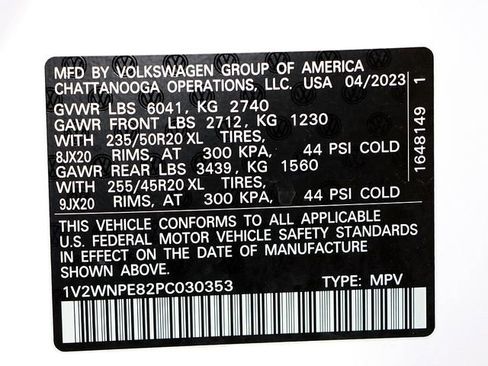 MFD BY VOLKSWAGEN GROUP OF AMERICA
CHATTANOOGA OPERATIONS, LLC. USA 04/2023
GVWR LBS 6041, KG 2740
GAWR FRONT LBS 2712, KG 1230
WITH 235/50R20 XL TIRES,
8JX20 RIMS, AT 300 KPA, 44 PSI COLD
GAWR REAR LBS 3439, KG 1560
WITH 255/45R20 XL TIRES,
9JX20 RIMS, AT 300 KPA, 44 PSI COLD
THIS VEHICLE CONFORMS TO ALL APPLICABLE
U.S. FEDERAL MOTOR VEHICLE SAFETY STANDARDS
IN EFFECT ON THE DATE OF MANUFACTURE
SHOWN ABOVE.
1V2WNPE82PC030353 TYPE: MPV
1648149 1